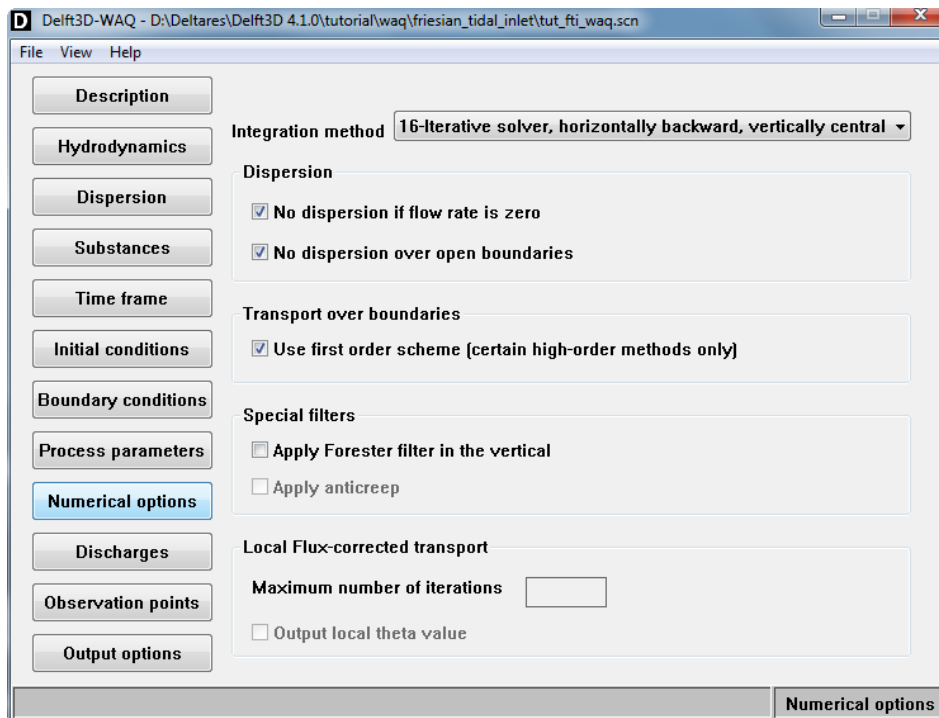 D Delft3D-WAQ - D:\Deltares\Delft3D 4.1.0\tutorial\waq\friesian_tidal_inlet\tut_fti_waq.scn
File View Help
Description
Hydrodynamics
Dispersion
Substances
Time frame
Initial conditions
Boundary conditions
Process parameters
Numerical options
Discharges
Observation points
Output options
Integration method 16-Iterative solver, horizontally backward, vertically central
Dispersion
No dispersion if flow rate is zero
No dispersion over open boundaries
Transport over boundaries
Use first order scheme (certain high-order methods only)
Special filters
Apply Forester filter in the vertical
Apply anticreep
Local Flux-corrected transport
Maximum number of iterations
Output local theta value
Numerical options